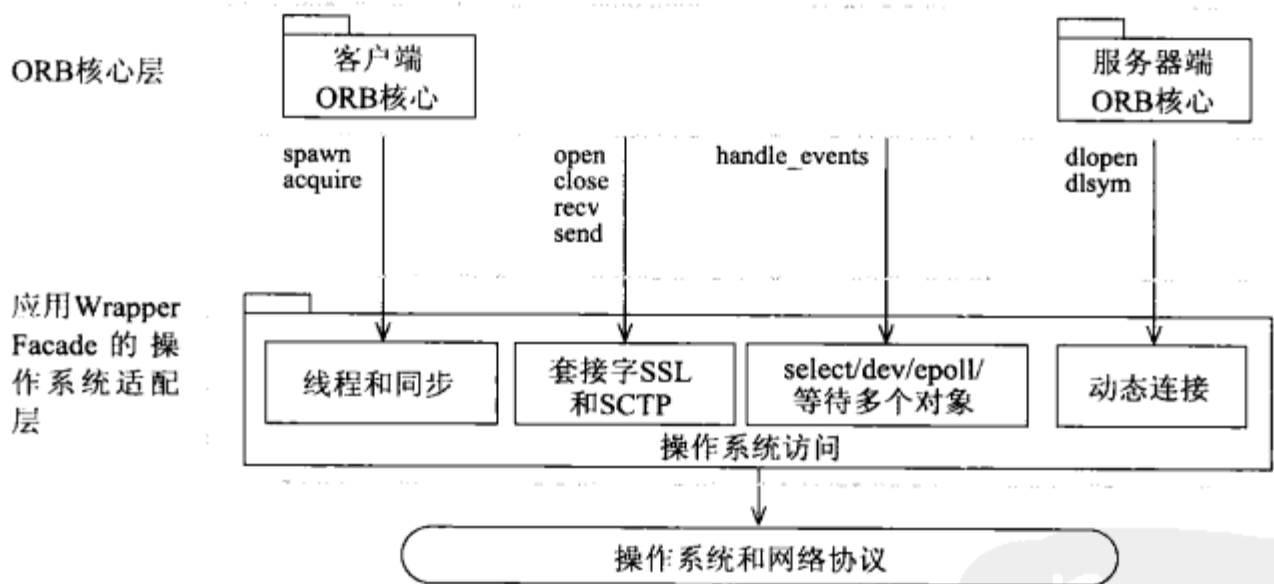 ORB核心层
客户端
ORB核心
服务器端
ORB核心
spawn
acquire
open
close
recv
send
handle_events
dlopen
dlsym
应用Wrapper
Facade 的 操
作系统适配
层
线程和同步
套接字SSL
和SCTP
select/dev/epoll/
等待多个对象
动态连接
操作系统访问
操作系统和网络协议